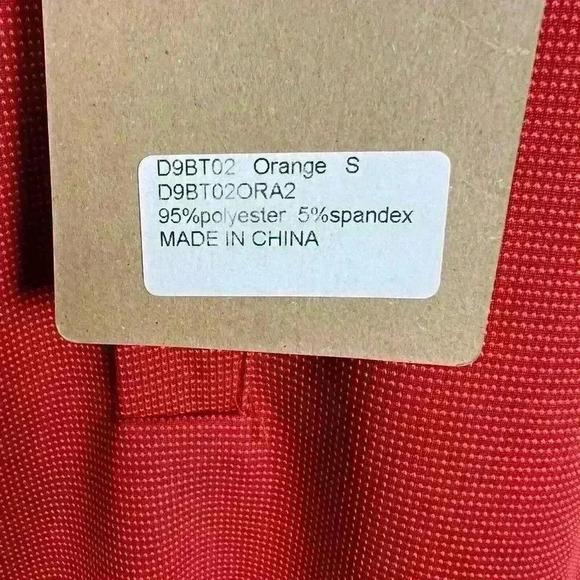 D9BT02 Orange S
D9BT02ORA2
95%polyester 5%spandex
MADE IN CHINA